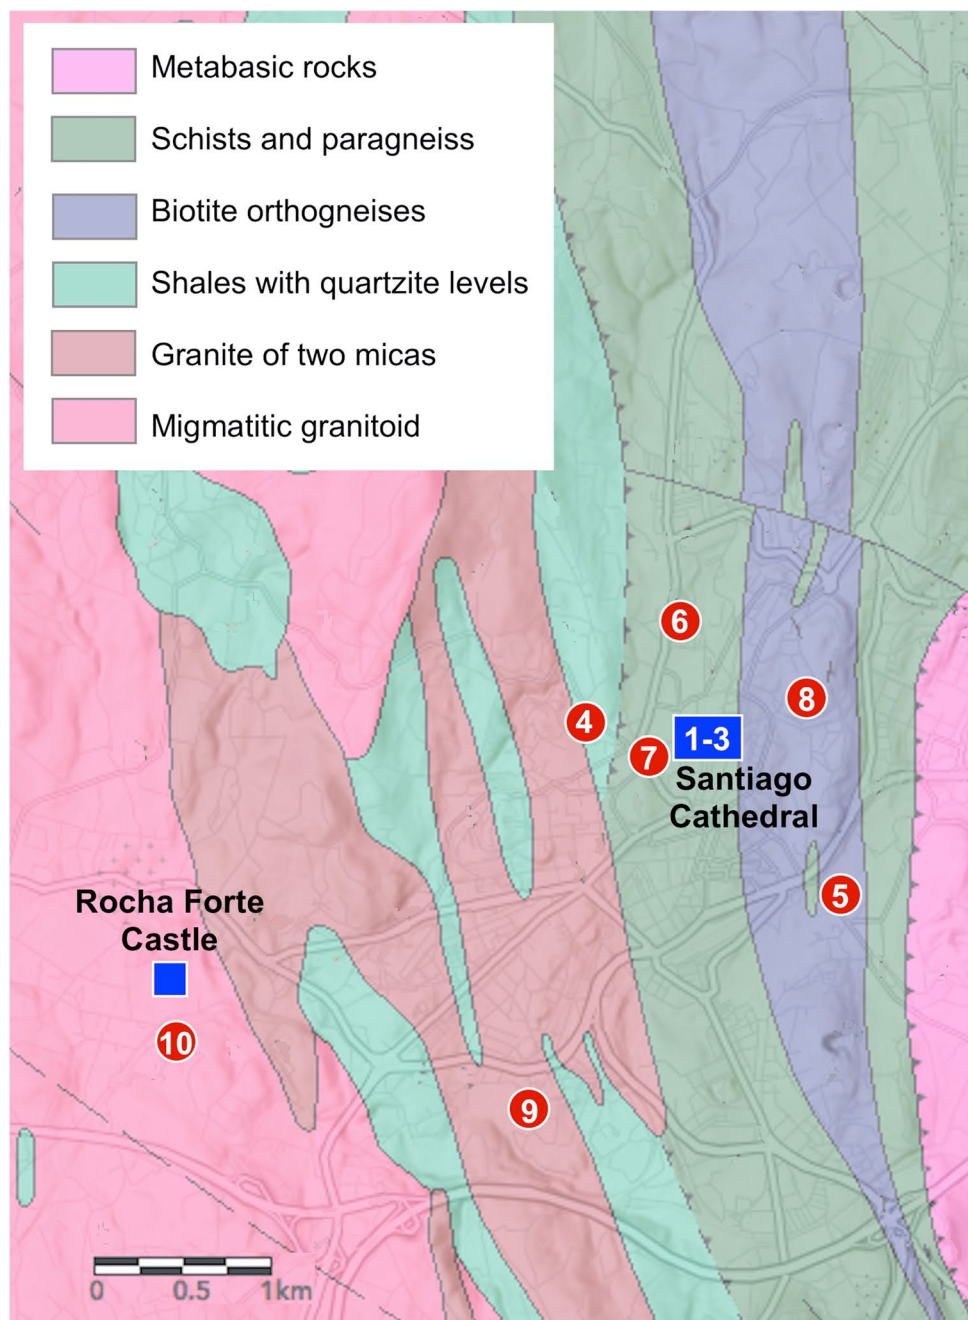 Metabasic rocks
Schists and paragneiss
Biotite orthogneises
Shales with quartzite levels
Granite of two micas
Migmatitic granitoid
6
8
4
7
1-3
Santiago
Cathedral
5
Rocha Forte
Castle
10
9
0 0.5 1km